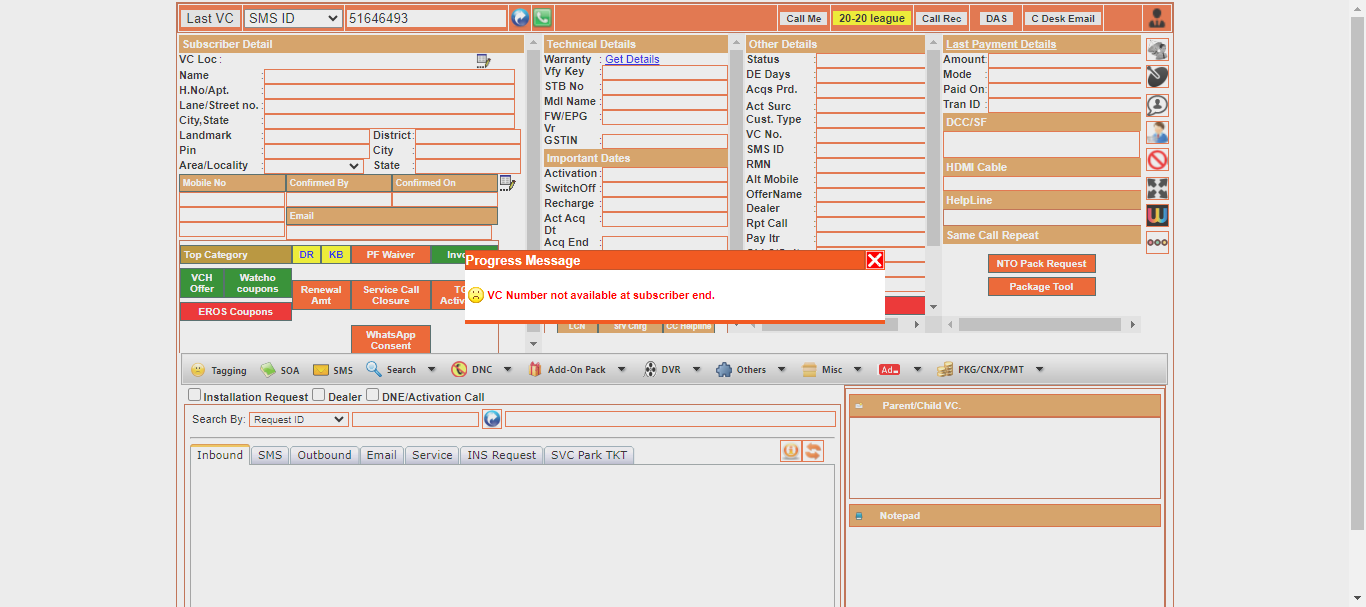 Last VC SMS ID 51646493 Call Me 20-20 league Call Rec DAS C Desk Email
Subscriber Detail
VC Loc :
Name :
H.No/Apt. :
Lane/Street no. :
City,State :
Landmark : District :
Pin : City :
Area/Locality : State :
Mobile No Confirmed By Confirmed On
Email
Top Category DR KB PF Waiver
VCH Offer Watcho coupons Renewal Amt Service Call Closure
EROS Coupons
WhatsApp Consent
Technical Details
Warranty : Get Details
Vfy Key :
STB No :
Mdl Name :
FW/EPG Vr :
GSTIN :
Important Dates
Activation :
SwitchOff :
Recharge :
Act Acq Dt :
Acq End :
LCN Srv Chrg CC Helpline
Other Details
Status :
DE Days :
Acqs Prd. :
Act Surc :
Cust. Type :
VC No. :
SMS ID :
RMN :
Alt Mobile :
OfferName :
Dealer :
Rpt Call :
Pay Itr :
Last Payment Details
Amount:
Mode :
Paid On:
Tran ID :
DCC/SF
HDMI Cable
HelpLine
Same Call Repeat
NTO Pack Request
Package Tool
Progress Message
VC Number not available at subscriber end.
Tagging SOA SMS Search DNC Add-On Pack DVR Others Misc Ad PKG/CNX/PMT
Installation Request Dealer DNE/Activation Call
Search By: Request ID
Inbound SMS Outbound Email Service INS Request SVC Park TKT
Parent/Child VC.
Notepad